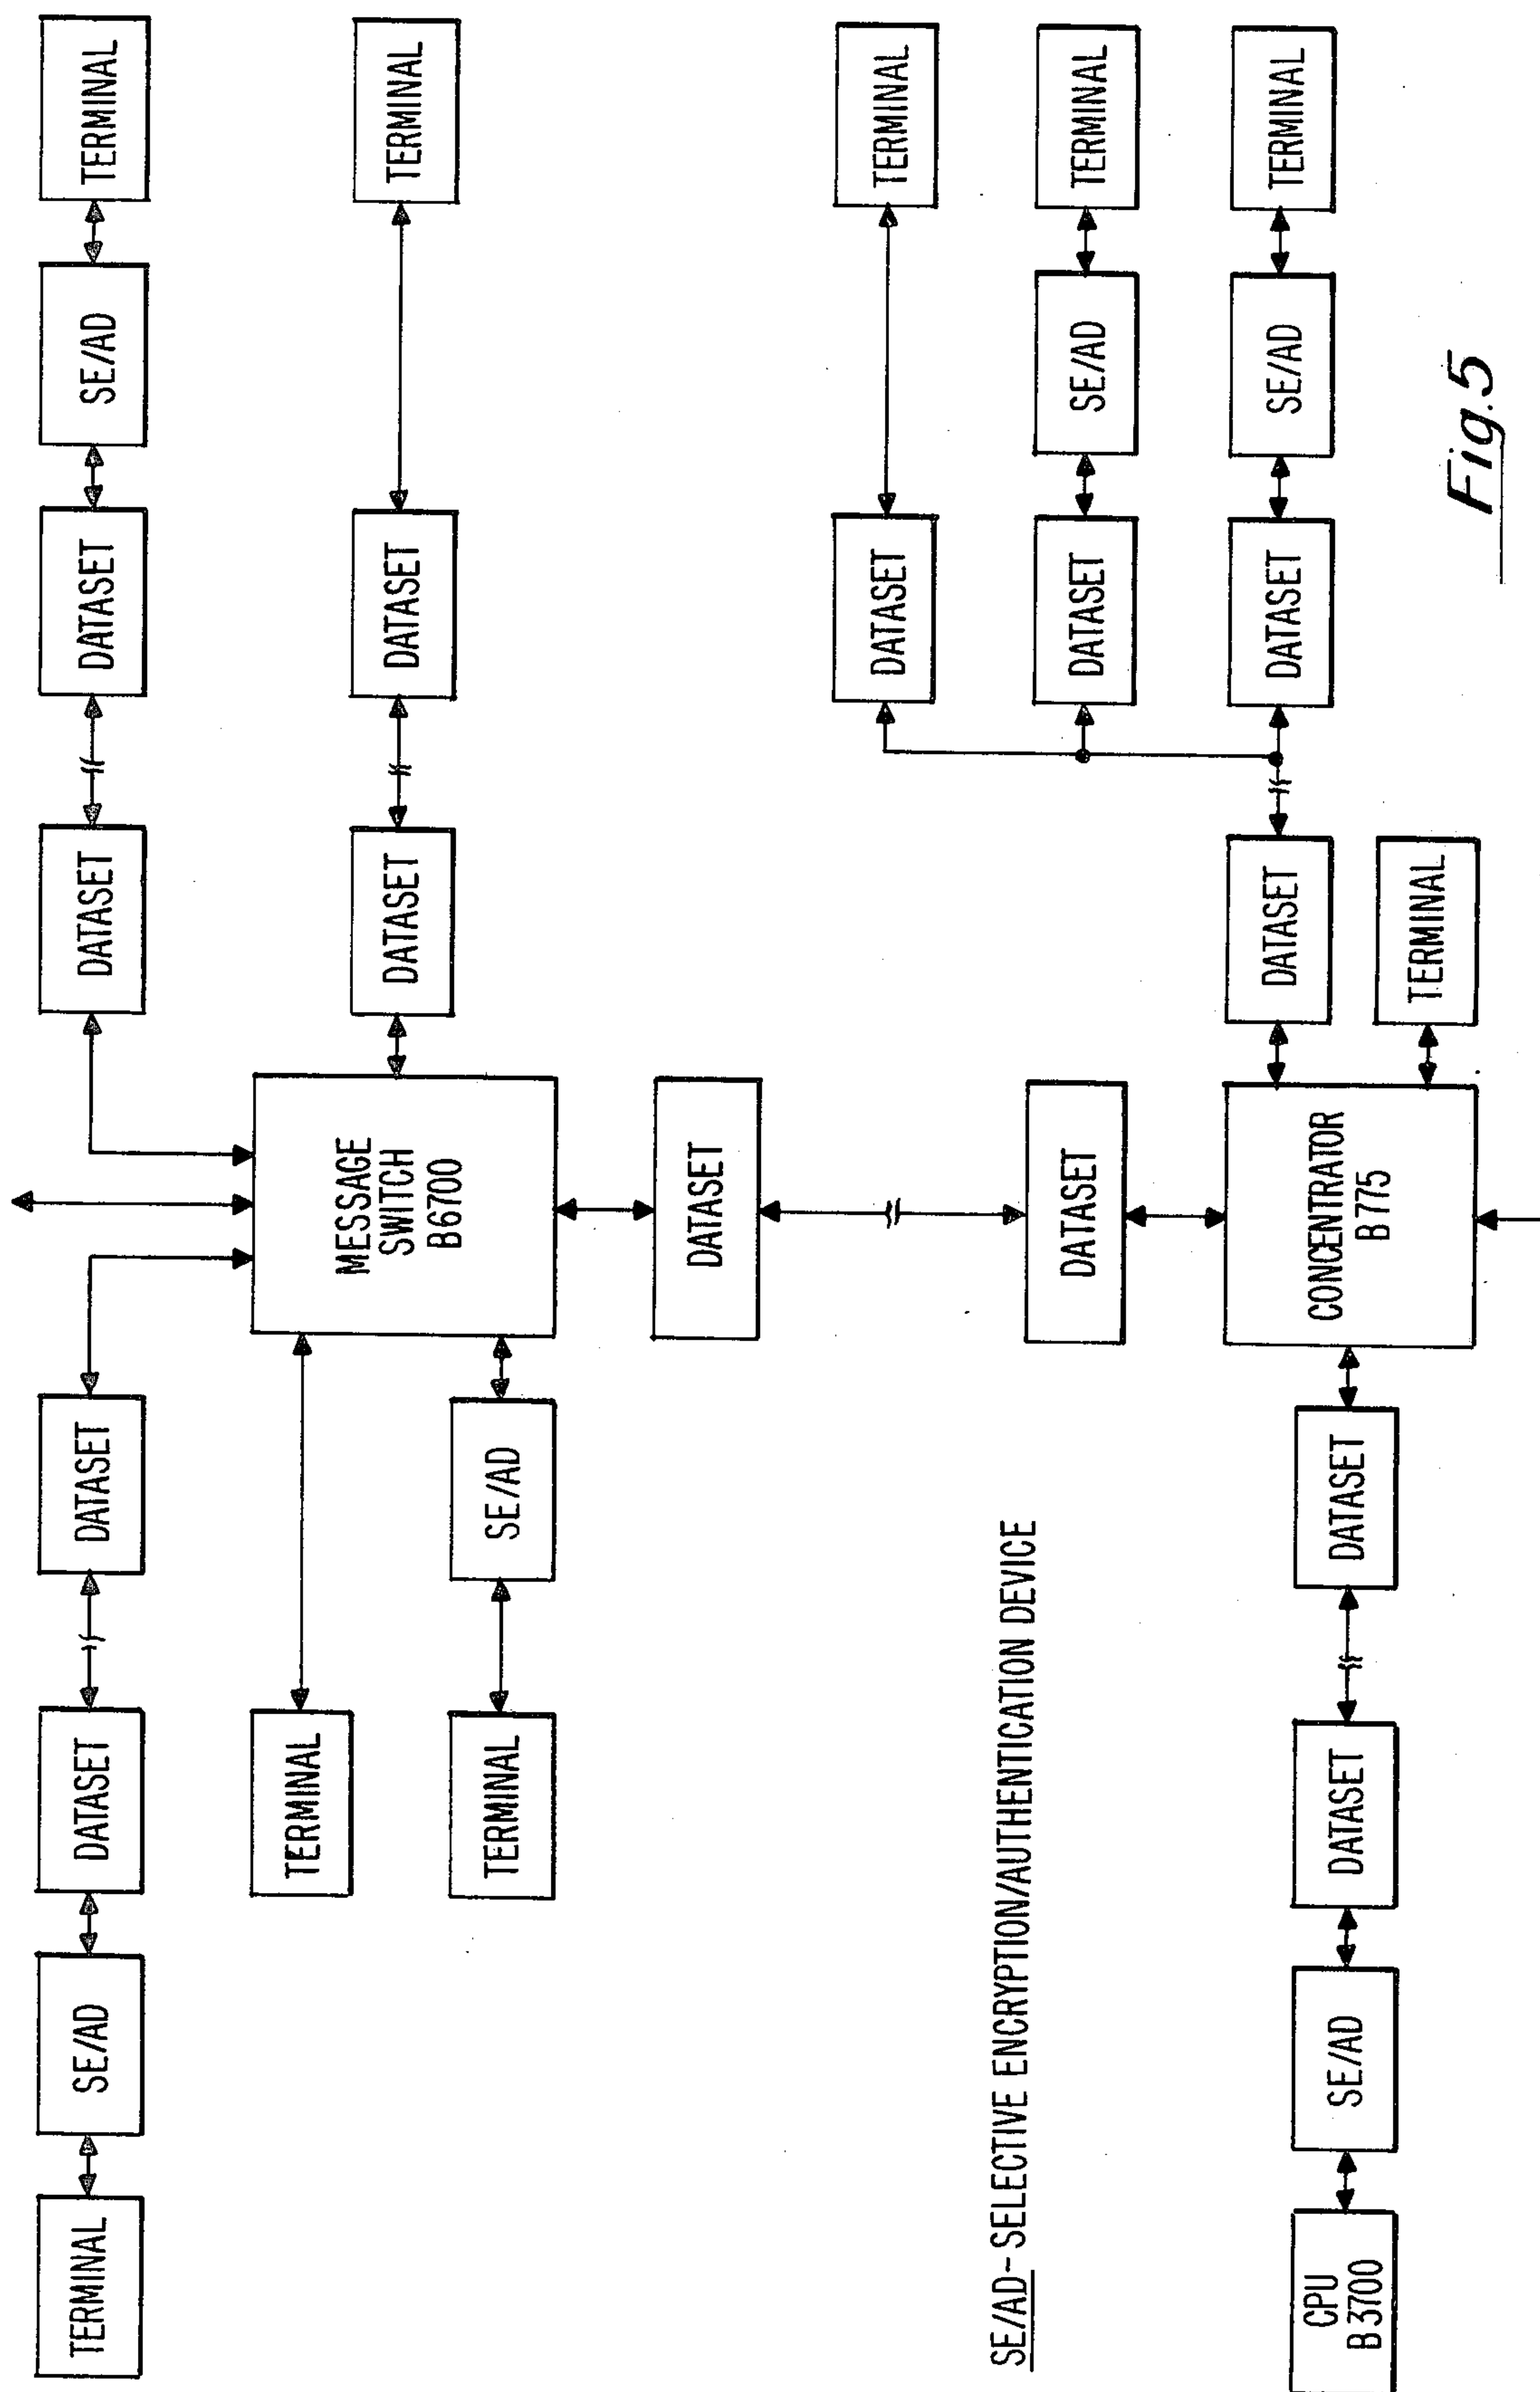 TERMINAL
SE/AD
DATASET
DATASET
DATASET
DATASET
SE/AD
TERMINAL
TERMINAL
MESSAGE
SWITCH
B6700
DATASET
DATASET
TERMINAL
TERMINAL
SE/AD
DATASET
DATASET
TERMINAL
SE/AD-SELECTIVE ENCRYPTION/AUTHENTICATION DEVICE
DATASET
DATASET
SE/AD
TERMINAL
CPU
B3700
SE/AD
DATASET
DATASET
CONCENTRATOR
B775
DATASET
DATASET
SE/AD
TERMINAL
TERMINAL
Fig.5